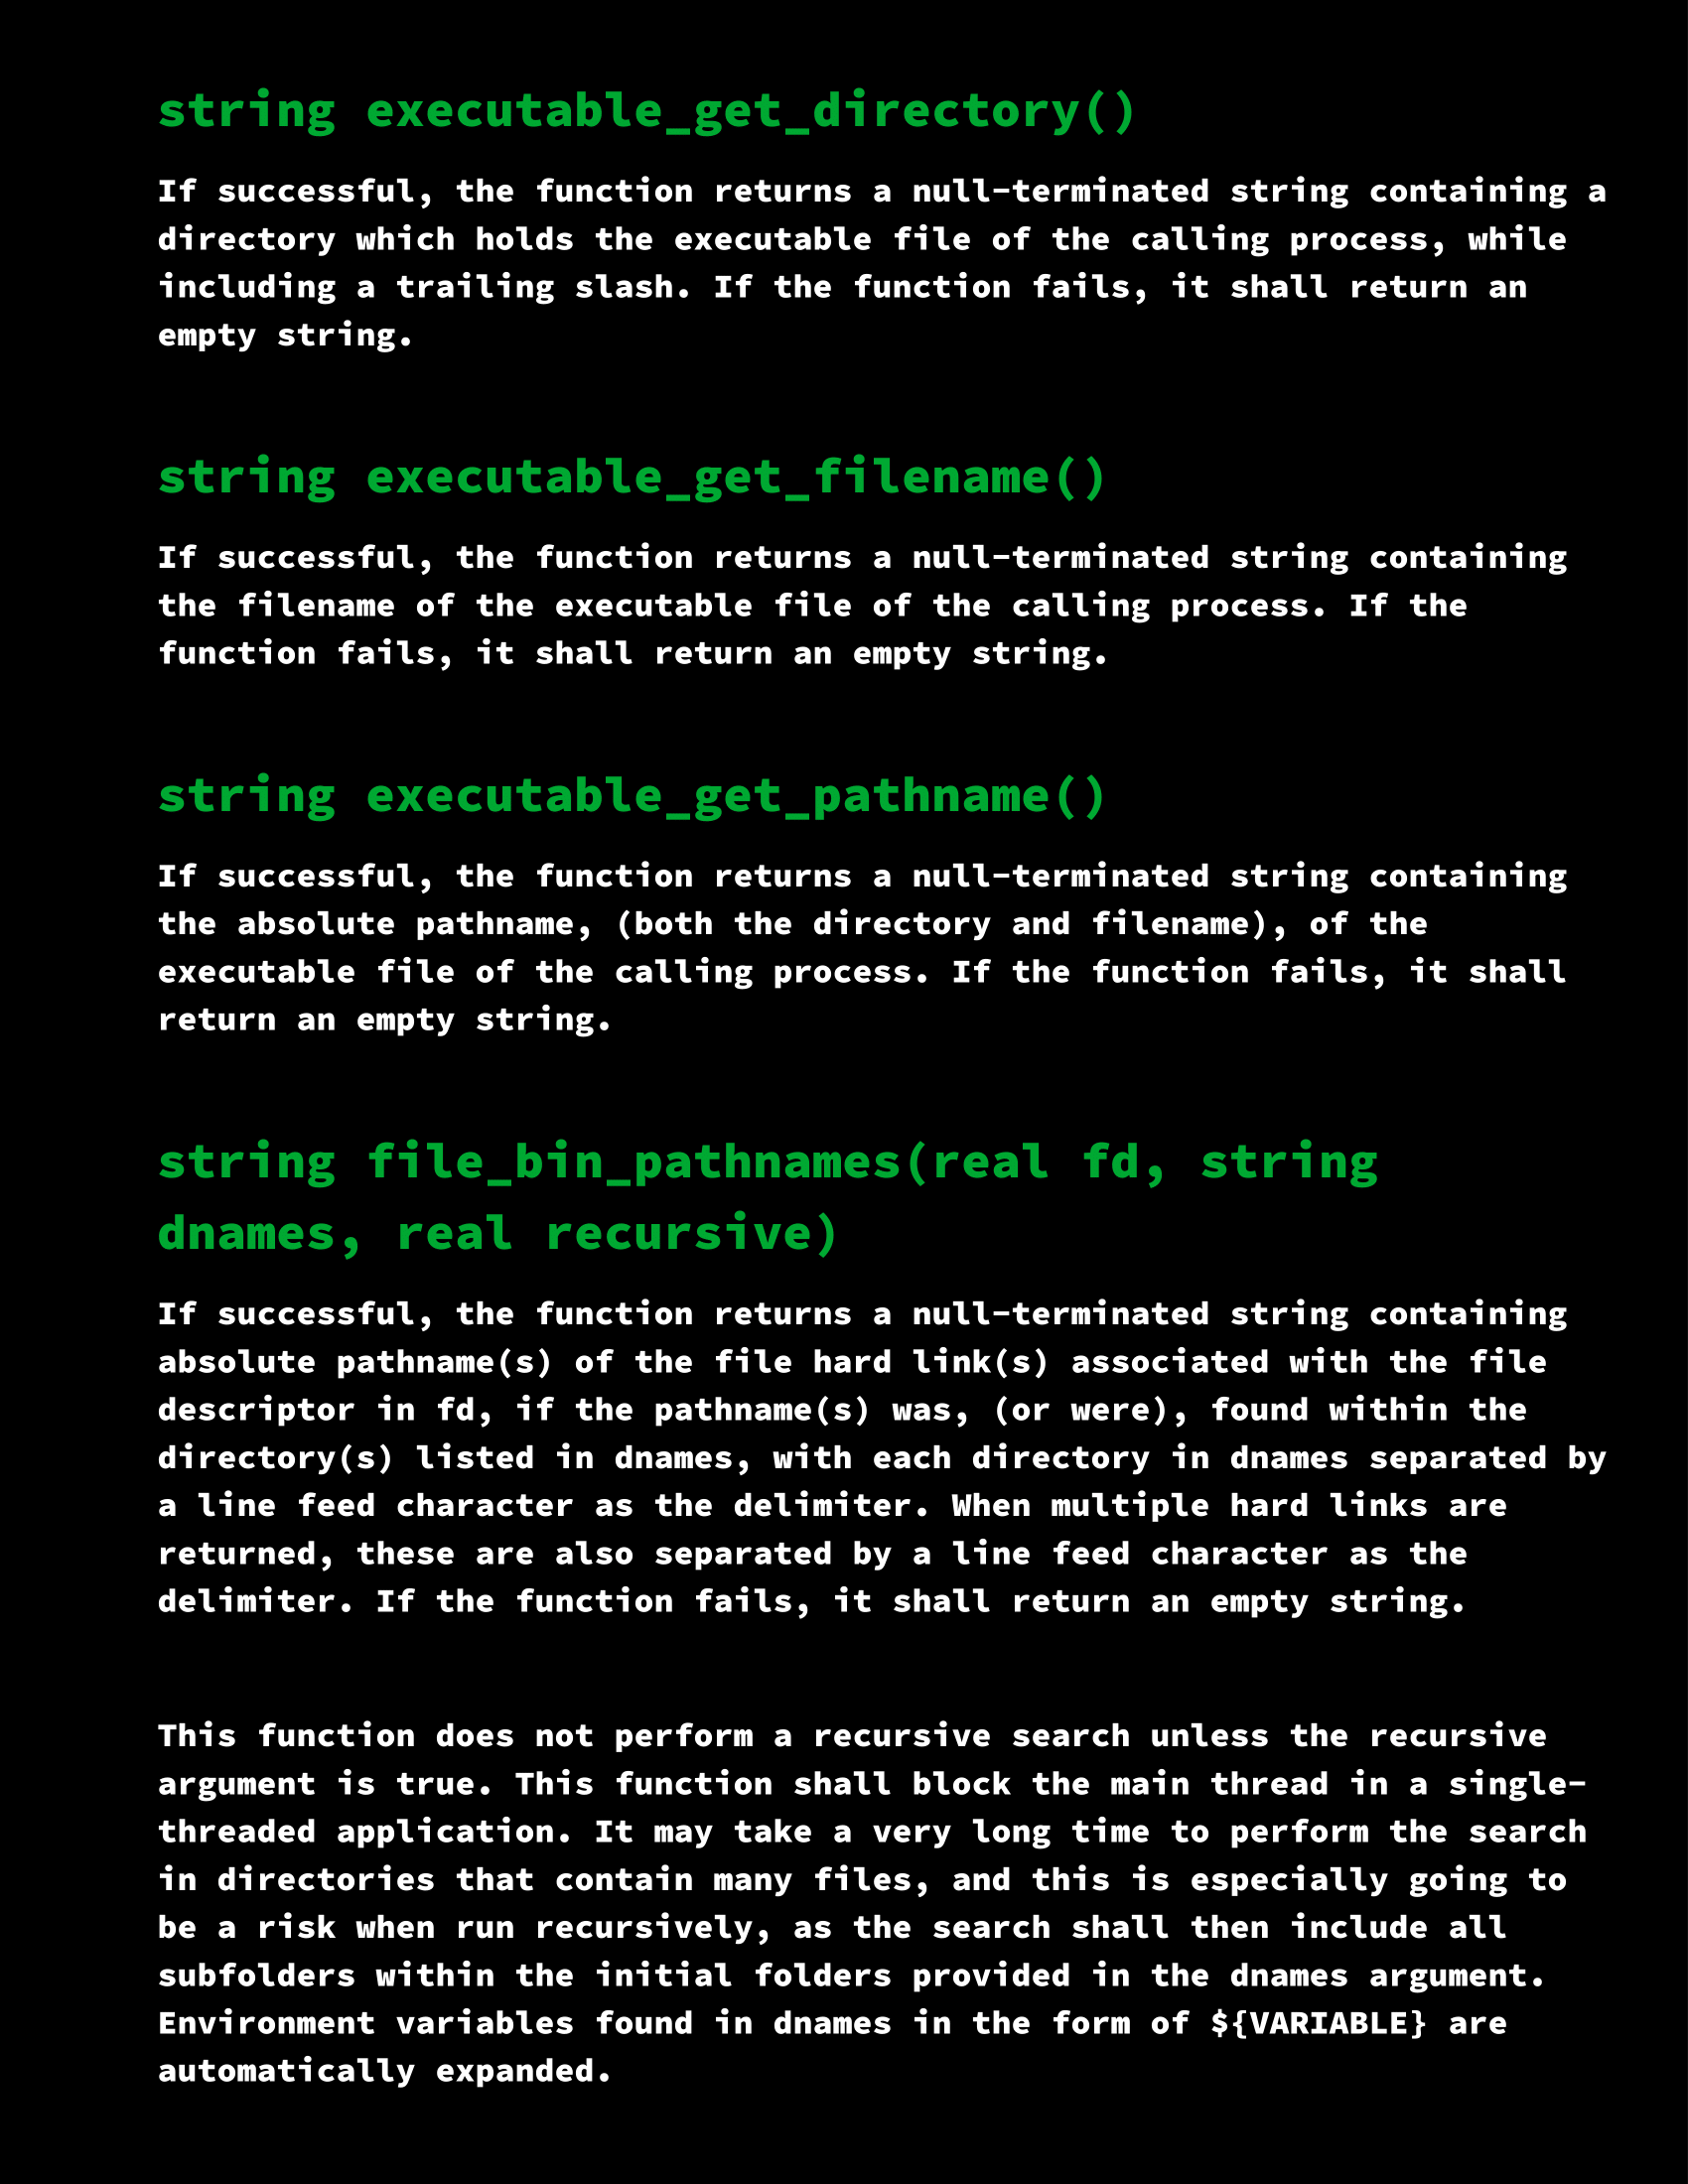 string executable_get_directory()
If successful, the function returns a null-terminated string containing a
directory which holds the executable file of the calling process, while
including a trailing slash. If the function fails, it shall return an
empty string.
string executable_get_filename()
If successful, the function returns a null-terminated string containing
the filename of the executable file of the calling process. If the
function fails, it shall return an empty string.
string executable_get_pathname()
If successful, the function returns a null-terminated string containing
the absolute pathname, (both the directory and filename), of the
executable file of the calling process. If the function fails, it shall
return an empty string.
string file_bin_pathnames(real fd, string
dnames, real recursive)
If successful, the function returns a null-terminated string containing
absolute pathname(s) of the file hard link(s) associated with the file
descriptor in fd, if the pathname(s) was, (or were), found within the
directory(s) listed in dnames, with each directory in dnames separated by
a line feed character as the delimiter. When multiple hard links are
returned, these are also separated by a line feed character as the
delimiter. If the function fails, it shall return an empty string.
This function does not perform a recursive search unless the recursive
argument is true. This function shall block the main thread in a single-
threaded application. It may take a very long time to perform the search
in directories that contain many files, and this is especially going to
be a risk when run recursively, as the search shall then include all
subfolders within the initial folders provided in the dnames argument.
Environment variables found in dnames in the form of ${VARIABLE} are
automatically expanded.